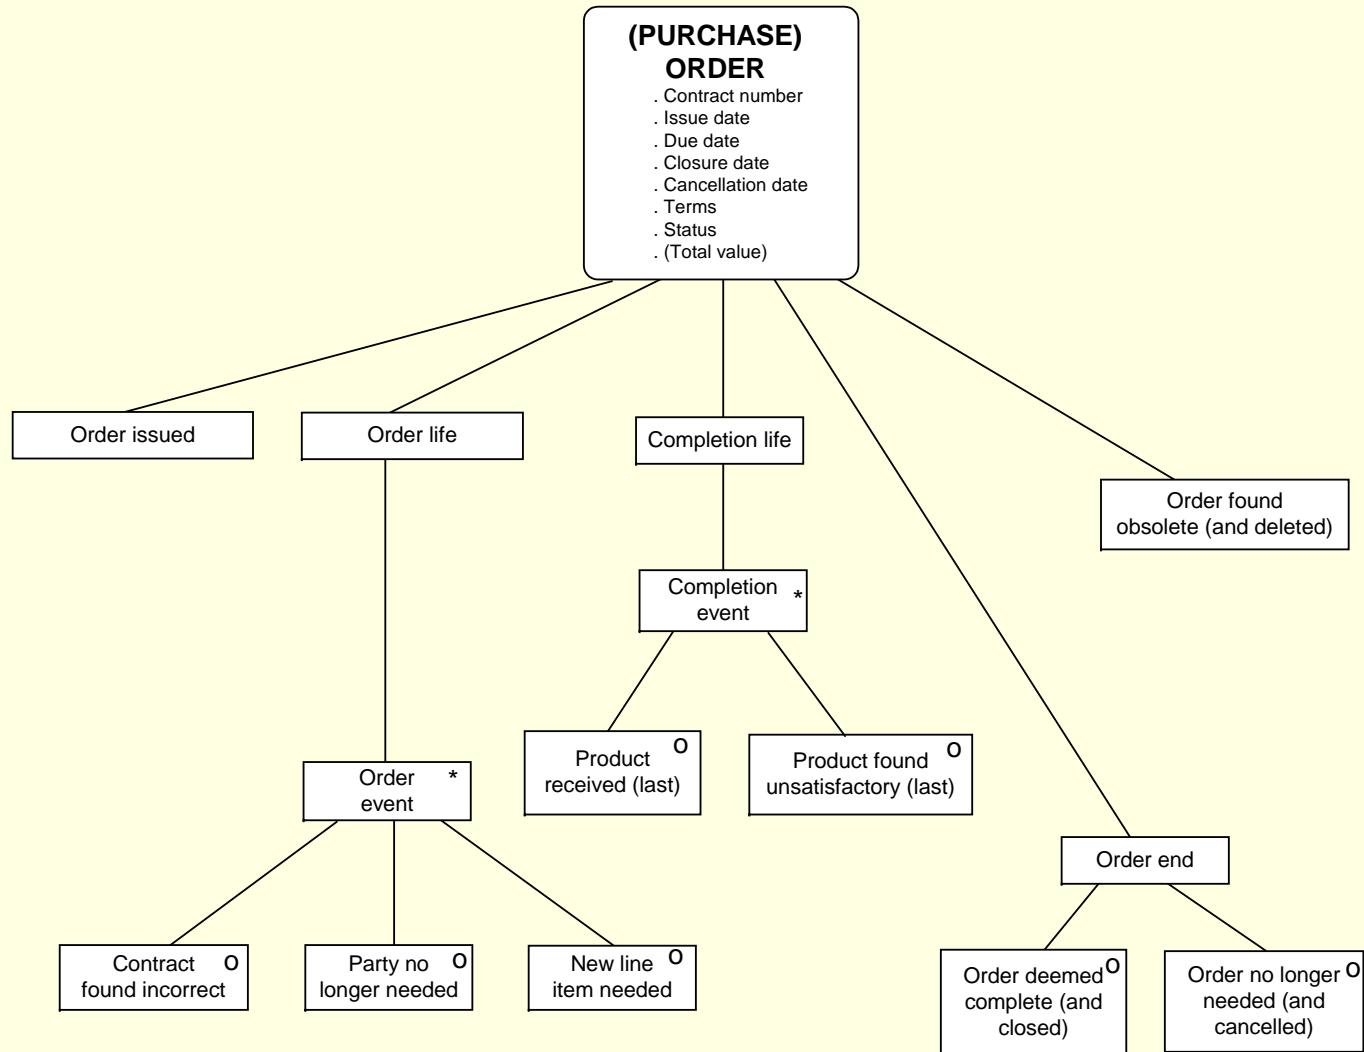 (PURCHASE)
ORDER
. Contract number
. Issue date
. Due date
. Closure date
. Cancellation date
. Terms
. Status
. (Total value)
Order issued
Order life
Completion life
Order found
obsolete (and deleted)
Completion *
event
Product O
received (last)
Product found O
unsatisfactory (last)
Order *
event
Order end
Contract O
found incorrect
Party no O
longer needed
New line O
item needed
Order deemed O
complete (and
closed)
Order no longer O
needed (and
cancelled)